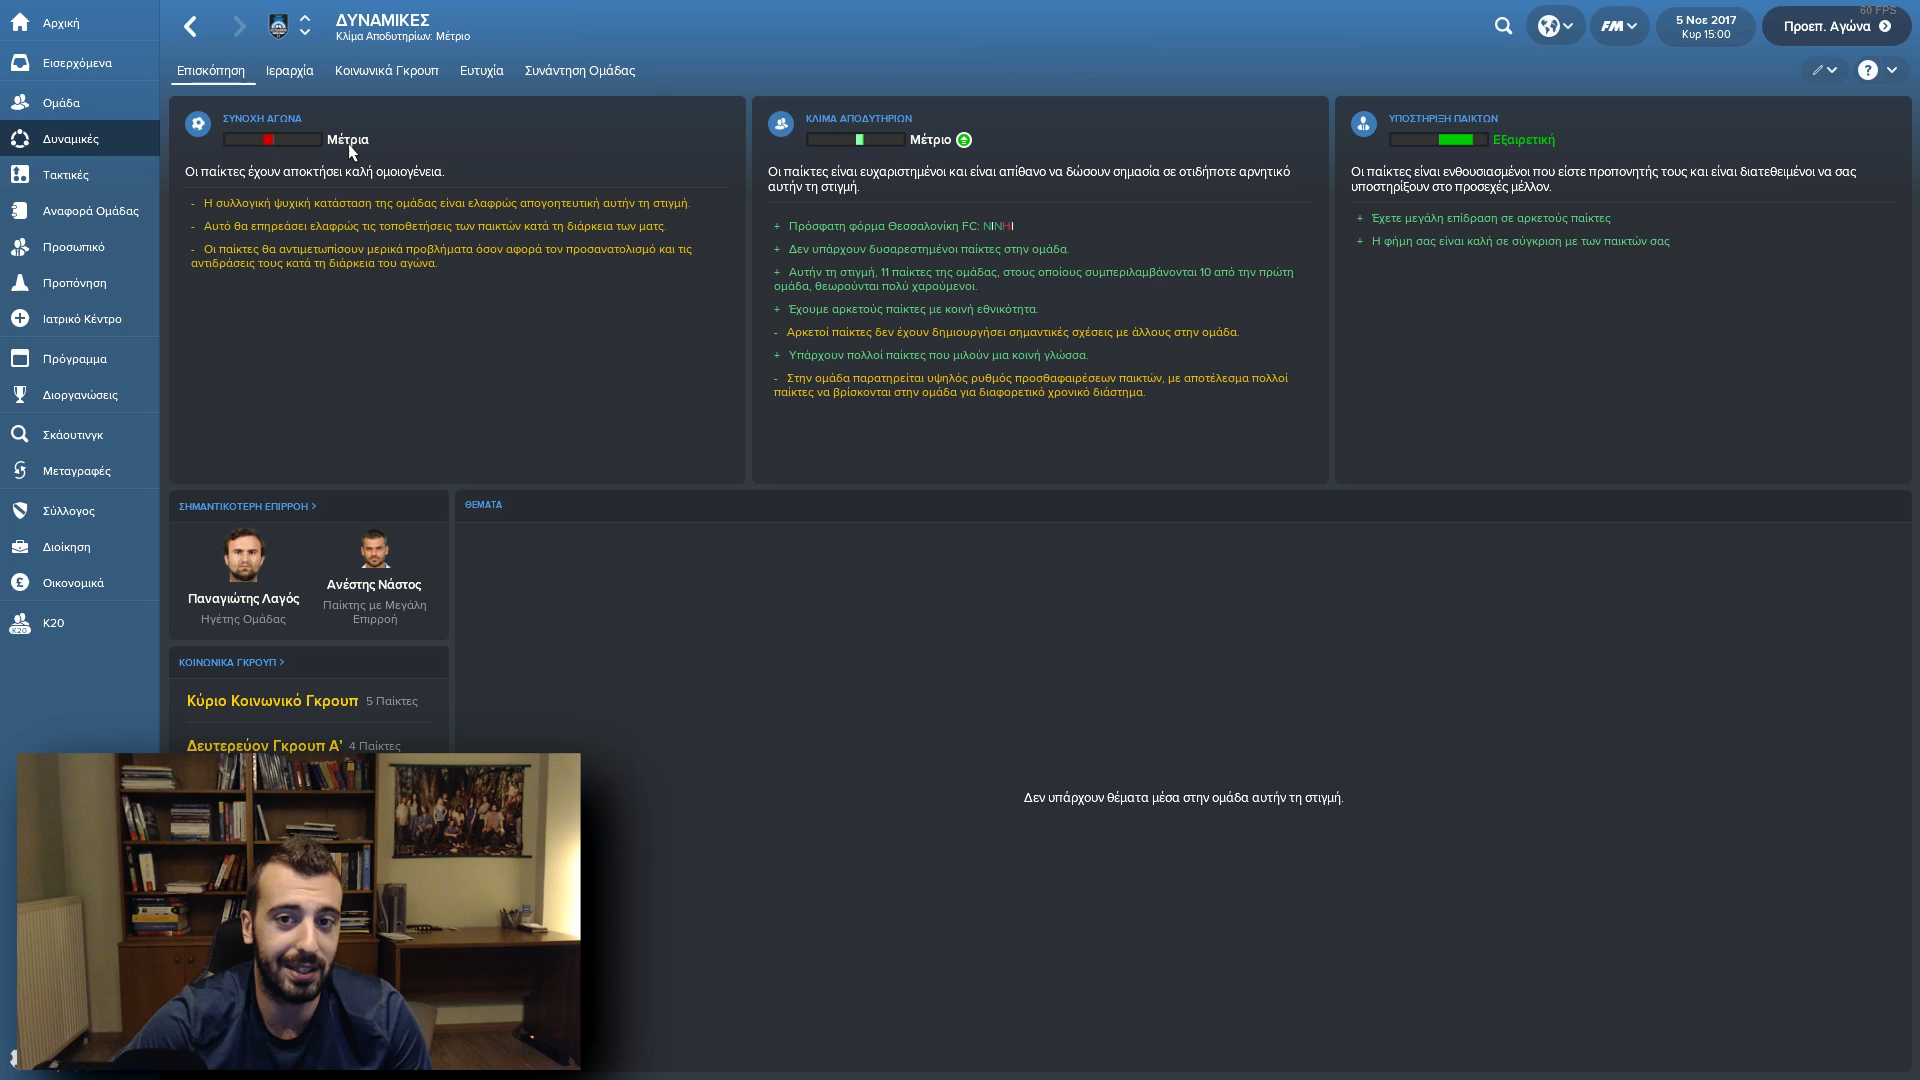 60 FPS
ΔΥΝΑΜΙΚΕΣ
Κλίμα Αποδυτηρίων: Μέτριο
FM
5 Νοε 2017
Κυρ 15:00
Προεπ. Αγώνα
Επισκόπηση Ιεραρχία Κοινωνικά Γκρουπ Ευτυχία Συνάντηση Ομάδας
?
Αρχική
Εισερχόμενα
Ομάδα
Δυναμικές
Τακτικές
Αναφορά Ομάδας
Προσωπικό
Προπόνηση
Ιατρικό Κέντρο
Πρόγραμμα
Διοργανώσεις
Σκάουτινγκ
Μεταγραφές
Σύλλογος
Διοίκηση
Οικονομικά
K20
K20
ΣΥΝΟΧΗ ΑΓΩΝΑ
Μέτρια
Οι παίκτες έχουν αποκτήσει καλή ομοιογένεια.
- Η συλλογική ψυχική κατάσταση της ομάδας είναι ελαφρώς απογοητευτική αυτήν τη στιγμή.
- Αυτό θα επηρεάσει ελαφρώς τις τοποθετήσεις των παικτών κατά τη διάρκεια των ματς.
- Οι παίκτες θα αντιμετωπίσουν μερικά προβλήματα όσον αφορά τον προσανατολισμό και τις
αντιδράσεις τους κατά τη διάρκεια του αγώνα.
ΚΛΙΜΑ ΑΠΟΔΥΤΗΡΙΩΝ
Μέτριο
Οι παίκτες είναι ευχαριστημένοι και είναι απίθανο να δώσουν σημασία σε οτιδήποτε αρνητικό
αυτήν τη στιγμή.
+ Πρόσφατη φόρμα Θεσσαλονίκη FC: ΝΙΝΗΙ
+ Δεν υπάρχουν δυσαρεστημένοι παίκτες στην ομάδα.
+ Αυτήν τη στιγμή, 11 παίκτες της ομάδας, στους οποίους συμπεριλαμβάνονται 10 από την πρώτη
ομάδα, θεωρούνται πολύ χαρούμενοι.
+ Έχουμε αρκετούς παίκτες με κοινή εθνικότητα.
- Αρκετοί παίκτες δεν έχουν δημιουργήσει σημαντικές σχέσεις με άλλους στην ομάδα.
+ Υπάρχουν πολλοί παίκτες που μιλούν μια κοινή γλώσσα.
- Στην ομάδα παρατηρείται υψηλός ρυθμός προσθαφαιρέσεων παικτών, με αποτέλεσμα πολλοί
παίκτες να βρίσκονται στην ομάδα για διαφορετικό χρονικό διάστημα.
ΥΠΟΣΤΗΡΙΞΗ ΠΑΙΚΤΩΝ
Εξαιρετική
Οι παίκτες είναι ενθουσιασμένοι που είστε προπονητής τους και είναι διατεθειμένοι να σας
υποστηρίξουν στο προσεχές μέλλον.
+ Έχετε μεγάλη επίδραση σε αρκετούς παίκτες
+ Η φήμη σας είναι καλή σε σύγκριση με των παικτών σας
ΣΗΜΑΝΤΙΚΟΤΕΡΗ ΕΠΙΡΡΟΗ >
Παναγιώτης Λαγός
Ηγέτης Ομάδας
Ανέστης Νάστος
Παίκτης με Μεγάλη
Επιρροή
ΚΟΙΝΩΝΙΚΑ ΓΚΡΟΥΠ >
Κύριο Κοινωνικό Γκρουπ 5 Παίκτες
Δευτερεύον Γκρουπ Α' 4 Παίκτες
ΘΕΜΑΤΑ
Δεν υπάρχουν θέματα μέσα στην ομάδα αυτήν τη στιγμή.
LOST